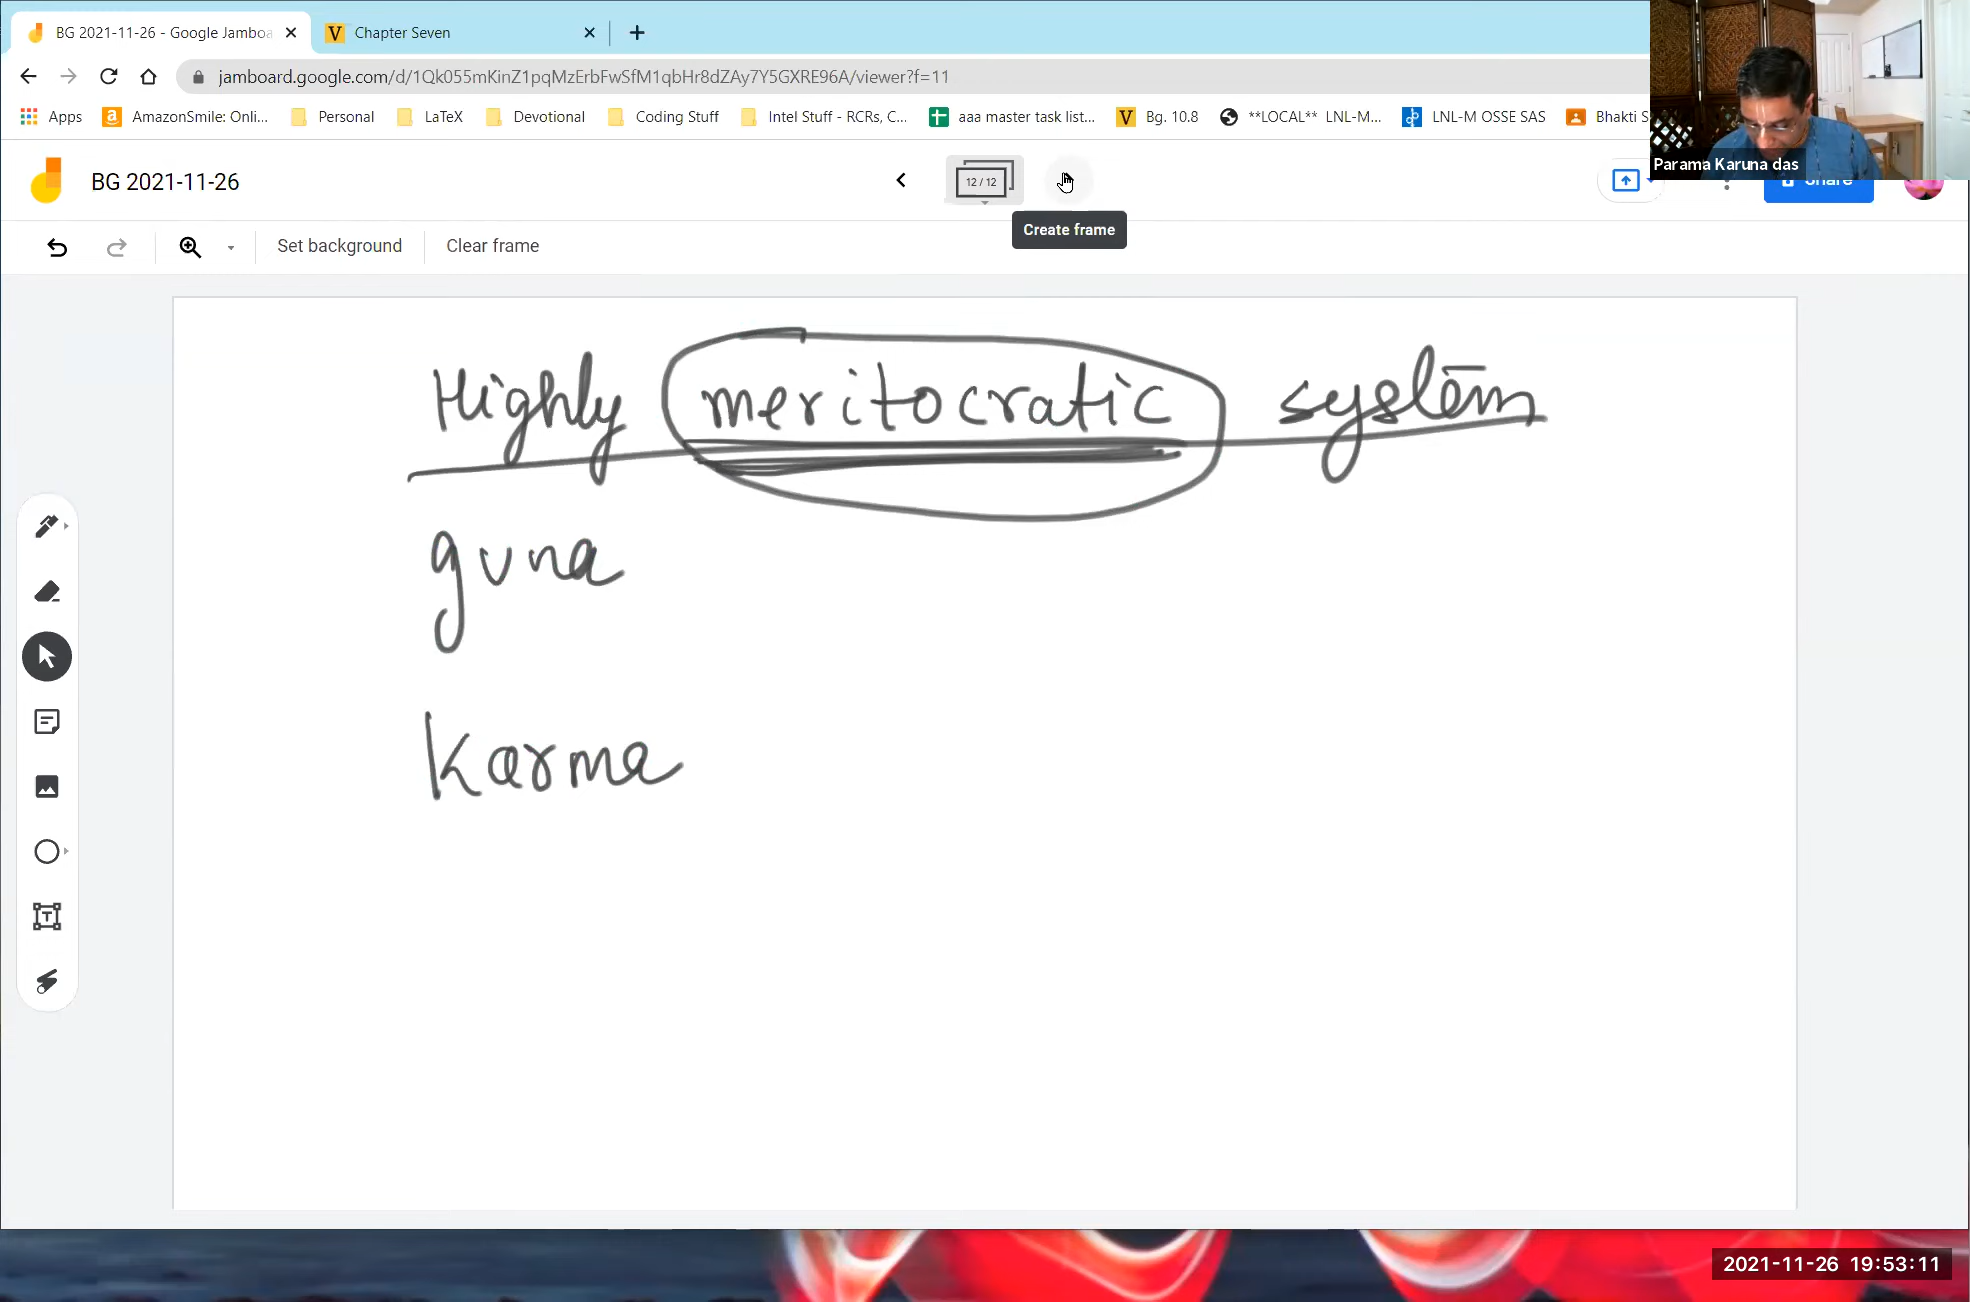 BG 2021-11-26 - Google Jamboa
Chapter Seven
jamboard.google.com/d/1Qk055mKinZ1pqMzErbFwSfM1qbHr8dZAy7Y5GXRE96A/viewer?f=11
Apps AmazonSmile: Onli... Personal LaTeX Devotional Coding Stuff Intel Stuff - RCRs, C... aaa master task list... Bg. 10.8 **LOCAL** LNL-M... LNL-M OSSE SAS Bhakti S
Parama Karuna das
BG 2021-11-26
12 / 12
Share
Create frame
Set background Clear frame
Highly meritocratic system
guna
karma
2021-11-26 19:53:11